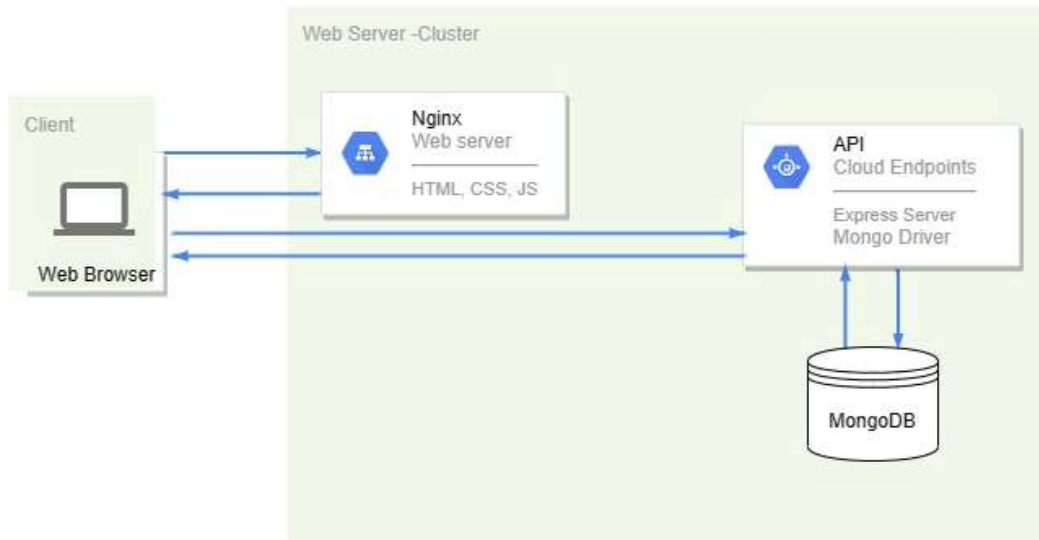 Web Server -Cluster
Client
Web Browser
Nginx
Web server
HTML, CSS, JS
API
Cloud Endpoints
Express Server
Mongo Driver
MongoDB